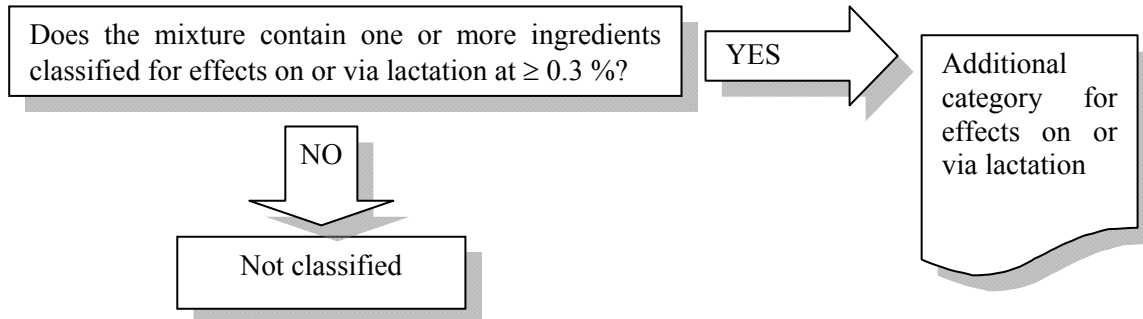 Does the mixture contain one or more ingredients
classified for effects on or via lactation at ≥ 0.3 %?
YES
Additional
category for
effects on or
via lactation
NO
Not classified